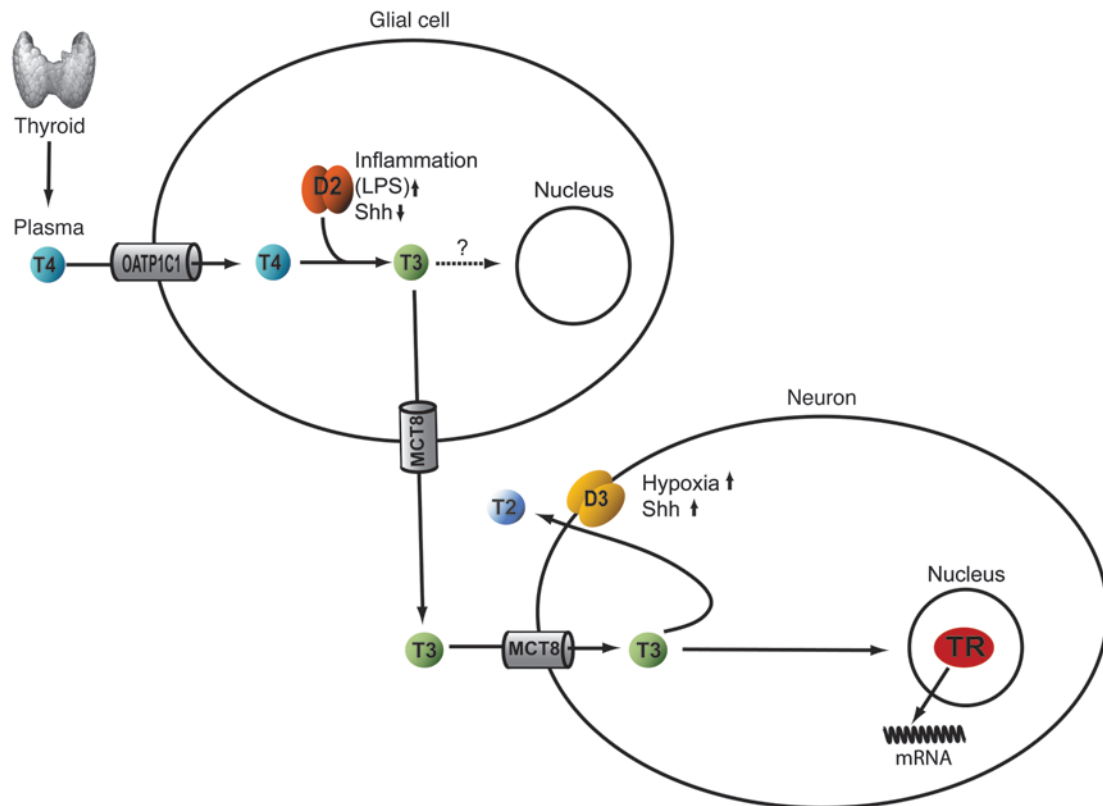 Glial cell
Thyroid
Inflammation
(LPS)⬆
Shh⬇
D2
Nucleus
Plasma
T4
OATP1C1
T4
T3
?
MCT8
Neuron
T2
D3
Hypoxia ⬆
Shh ⬆
Nucleus
T3
MCT8
T3
TR
mRNA